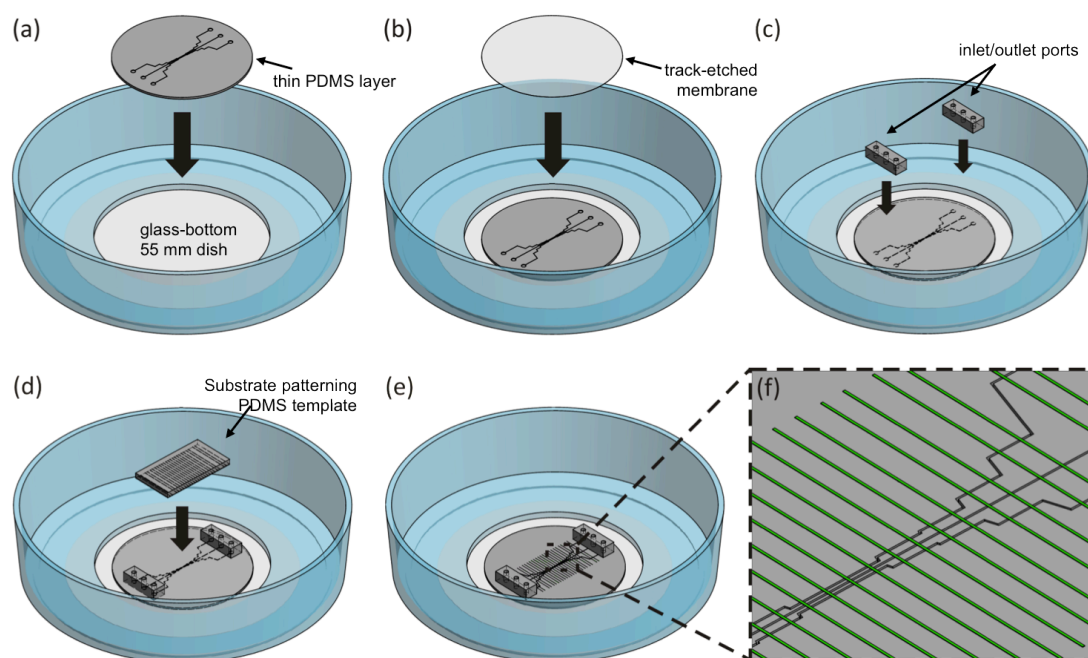 (a)
thin PDMS layer
glass-bottom
55 mm dish
(b)
track-etched
membrane
(c)
inlet/outlet ports
(d)
Substrate patterning
PDMS template
(e)
(f)